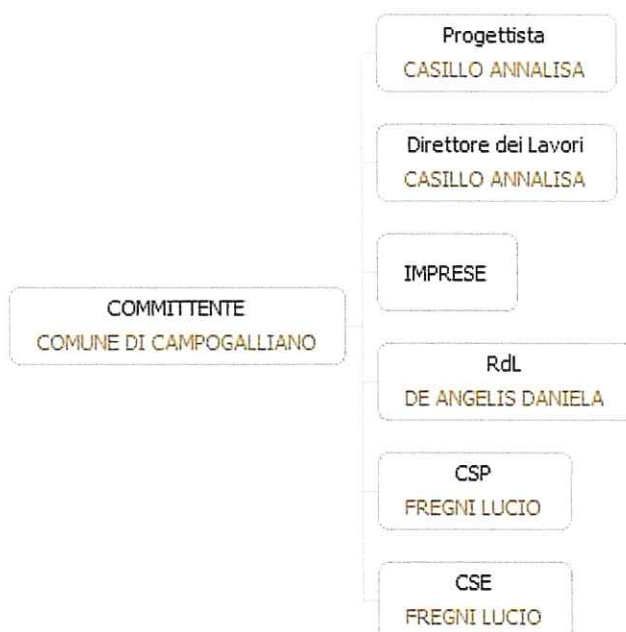 Progettista
CASILLO ANNALISA
Direttore dei Lavori
CASILLO ANNALISA
IMPRESE
COMMITTENTE
COMUNE DI CAMPOGALLIANO
RdL
DE ANGELIS DANIELA
CSP
FREGNI LUCIO
CSE
FREGNI LUCIO